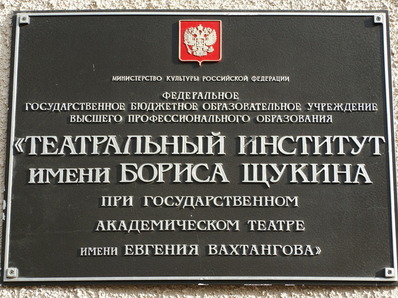 МИНИСТЕРСТВО КУЛЬТУРЫ РОССИЙСКОЙ ФЕДЕРАЦИИ
ФЕДЕРАЛЬНОЕ
ГОСУДАРСТВЕННОЕ БЮДЖЕТНОЕ ОБРАЗОВАТЕЛЬНОЕ УЧРЕЖДЕНИЕ
ВЫСШЕГО ПРОФЕССИОНАЛЬНОГО ОБРАЗОВАНИЯ
«ТЕАТРАЛЬНЫЙ ИНСТИТУТ
ИМЕНИ БОРИСА ЩУКИНА
ПРИ ГОСУДАРСТВЕННОМ
АКАДЕМИЧЕСКОМ ТЕАТРЕ
ИМЕНИ ЕВГЕНИЯ ВАХТАНГОВА»